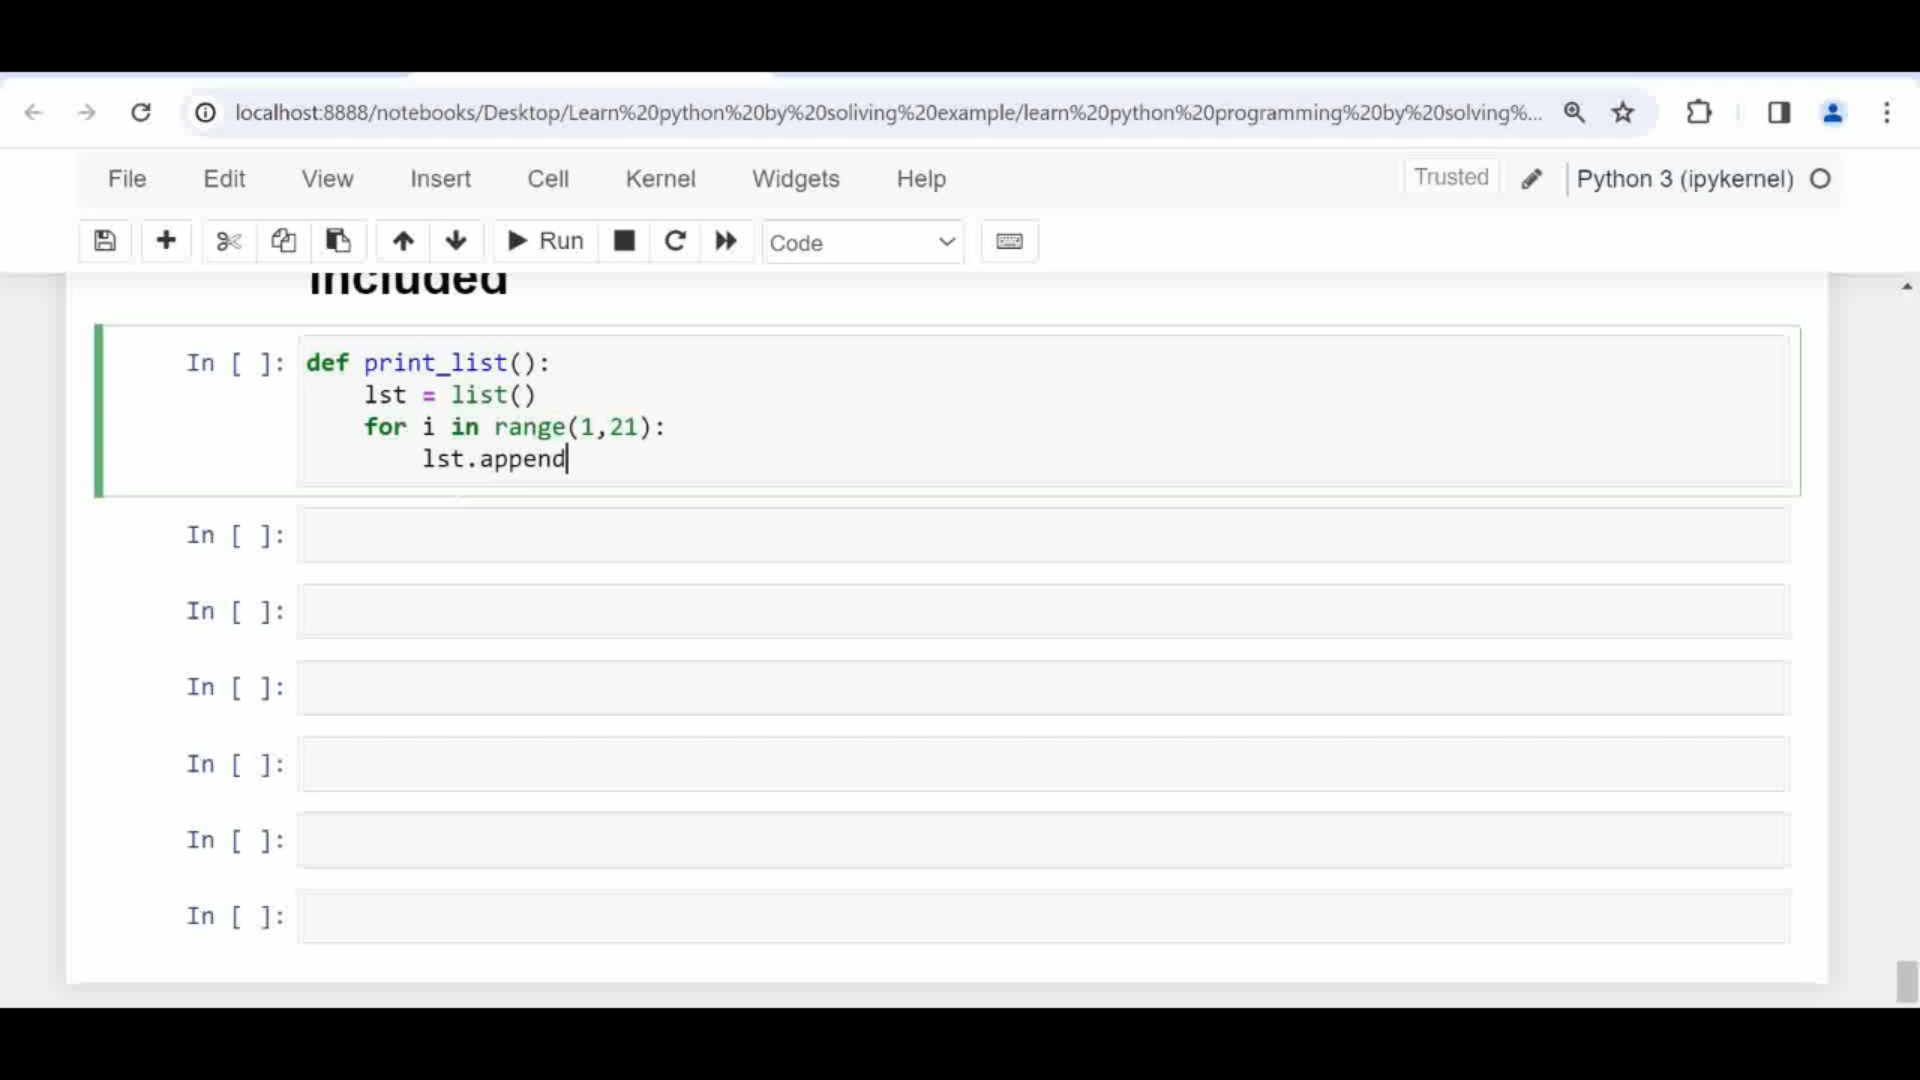 localhost:8888/notebooks/Desktop/Learn%20python%20by%20soliving%20example/learn%20python%20programming%20by%20solving%...
File Edit View Insert Cell Kernel Widgets Help Trusted Python 3 (ipykernel)
Run Code
included
In [ ]: def print_list():
lst = list()
for i in range(1,21):
lst.append
In [ ]:
In [ ]:
In [ ]:
In [ ]:
In [ ]:
In [ ]: